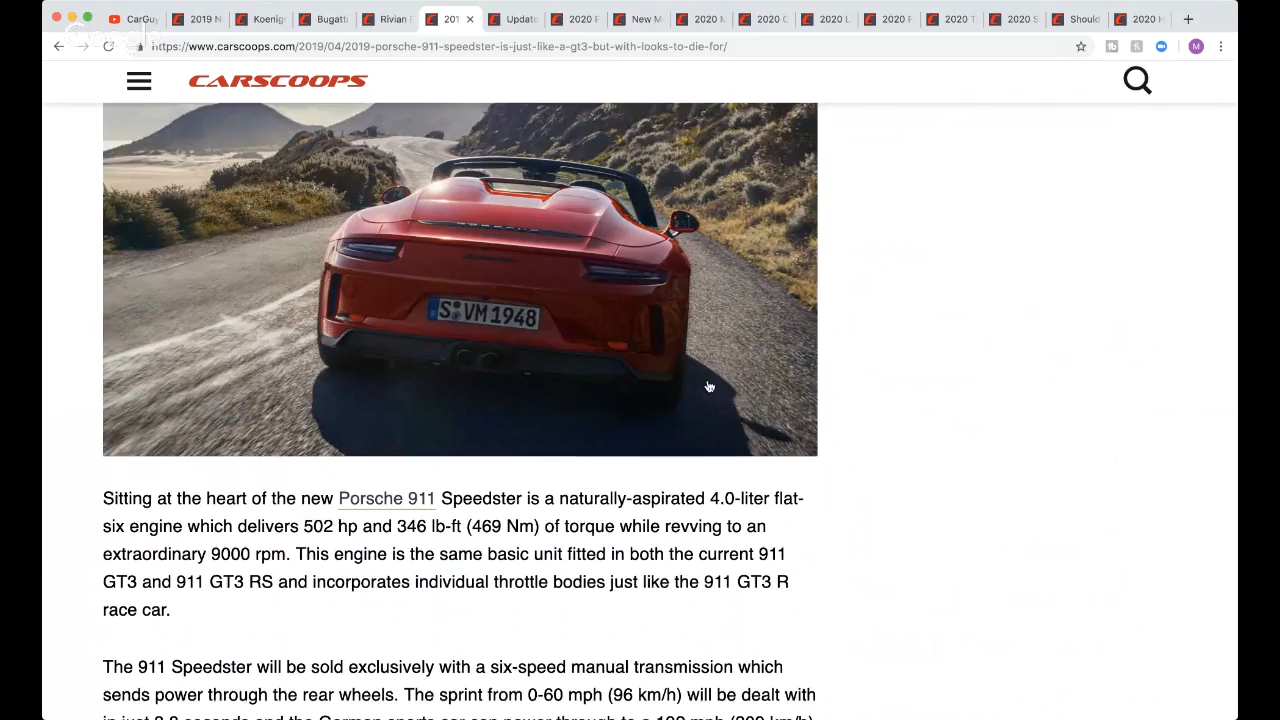 CarGuy
2019 N
Koenig
Bugatti
Rivian
201
Update
2020 F
New M
2020 M
2020 C
2020 L
2020 F
2020 T
2020 S
Should
2020 H
Google
https://www.carscoops.com/2019/04/2019-porsche-911-speedster-is-just-like-a-gt3-but-with-looks-to-die-for/
M
CARSCOOPS
PORSCHE
S VM 1948
Sitting at the heart of the new Porsche 911 Speedster is a naturally-aspirated 4.0-liter flat-
six engine which delivers 502 hp and 346 lb-ft (469 Nm) of torque while revving to an
extraordinary 9000 rpm. This engine is the same basic unit fitted in both the current 911
GT3 and 911 GT3 RS and incorporates individual throttle bodies just like the 911 GT3 R
race car.
The 911 Speedster will be sold exclusively with a six-speed manual transmission which
sends power through the rear wheels. The sprint from 0-60 mph (96 km/h) will be dealt with